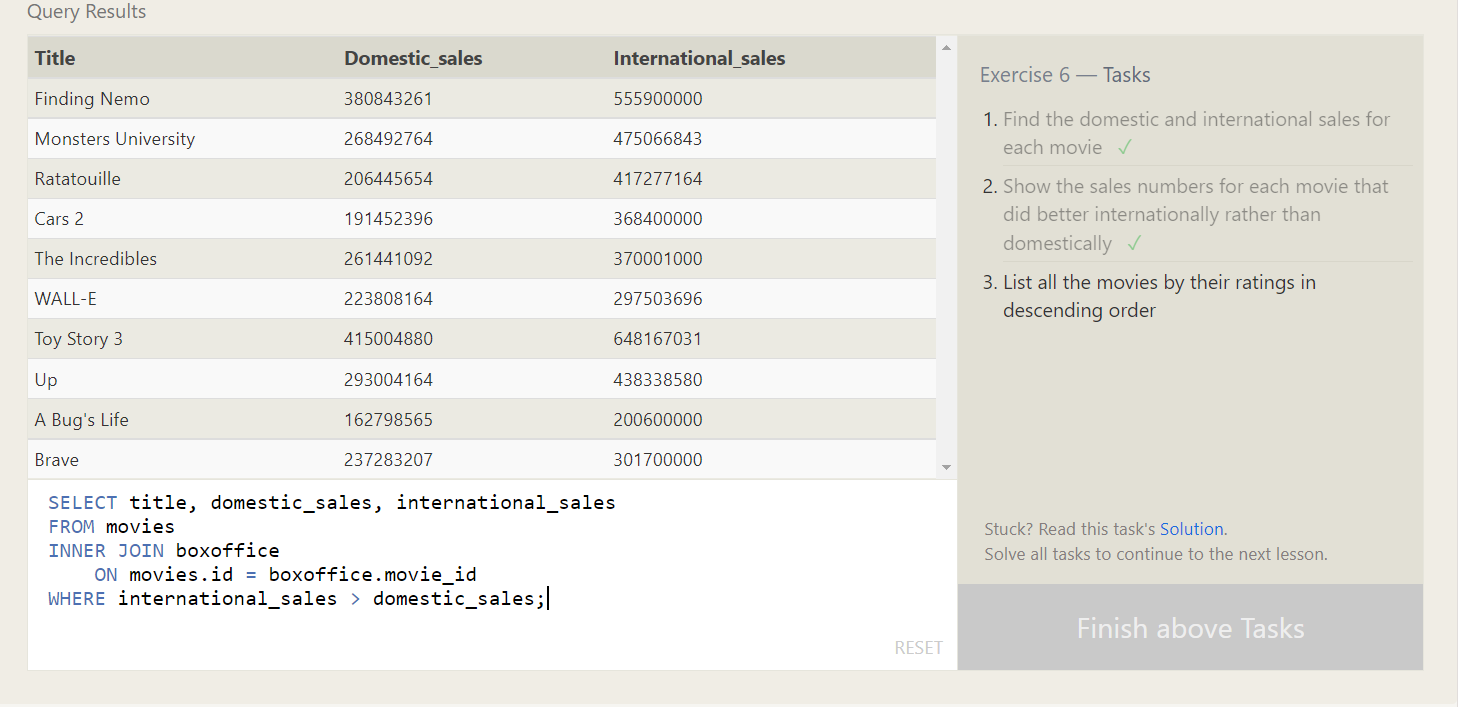 Query Results
Title Domestic_sales International_sales
Finding Nemo 380843261 555900000
Monsters University 268492764 475066843
Ratatouille 206445654 417277164
Cars 2 191452396 368400000
The Incredibles 261441092 370001000
WALL-E 223808164 297503696
Toy Story 3 415004880 648167031
Up 293004164 438338580
A Bug's Life 162798565 200600000
Brave 237283207 301700000
SELECT title, domestic_sales, international_sales
FROM movies
INNER JOIN boxoffice
ON movies.id = boxoffice.movie_id
WHERE international_sales > domestic_sales;
RESET
Exercise 6 — Tasks
1. Find the domestic and international sales for
each movie ✓
2. Show the sales numbers for each movie that
did better internationally rather than
domestically ✓
3. List all the movies by their ratings in
descending order
Stuck? Read this task's Solution.
Solve all tasks to continue to the next lesson.
Finish above Tasks